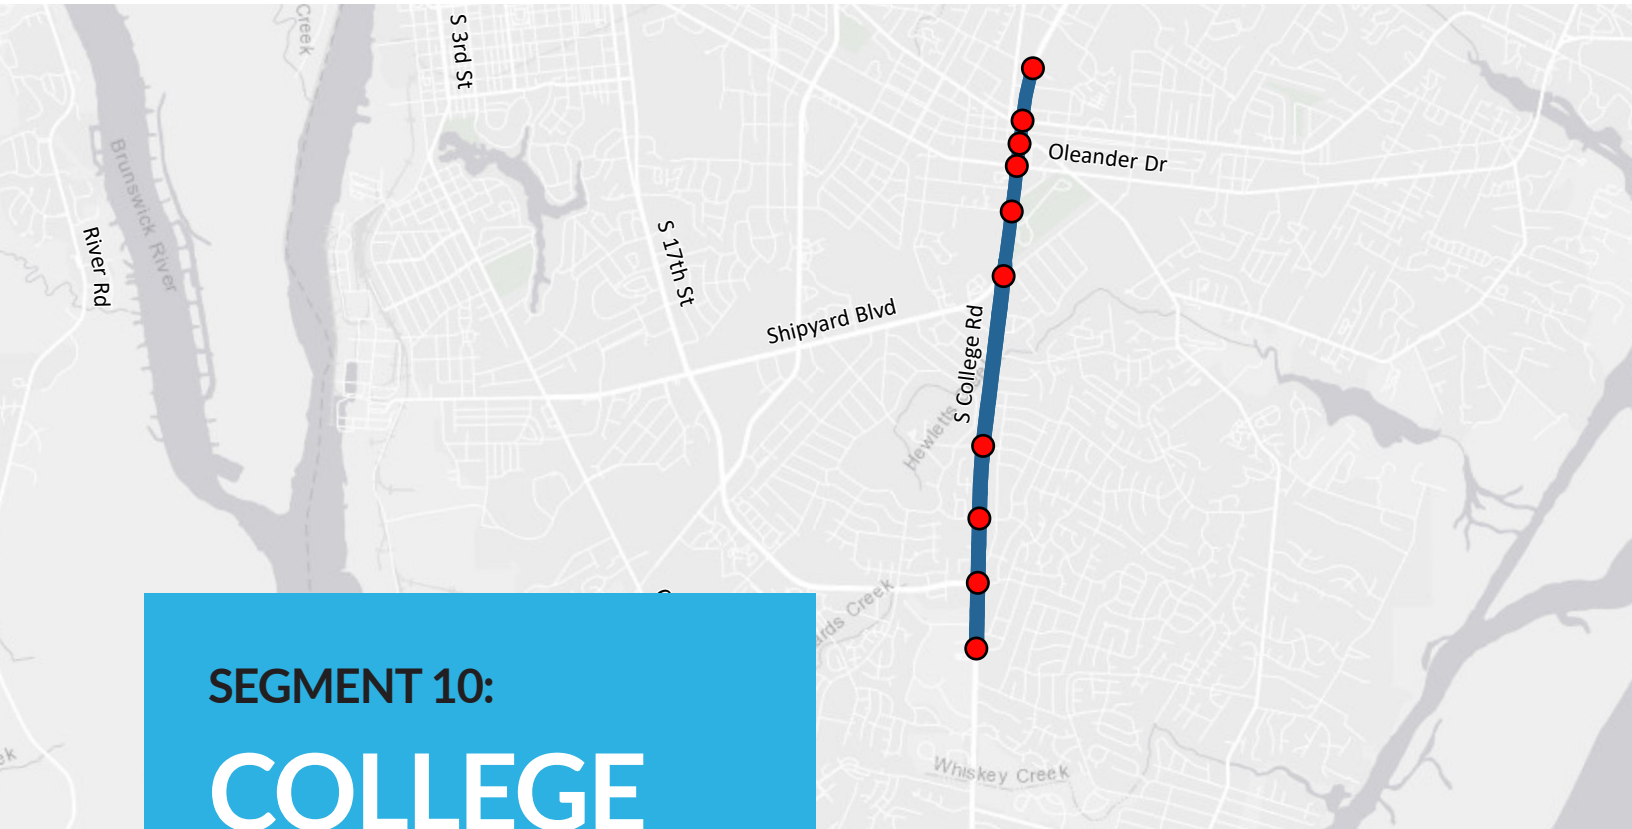 S 3rd St
Creek
Oleander Dr
Brunswick River
River Rd
S 17th St
Shipyard Blvd
S College Rd
Hewletts
Creek
SEGMENT 10:
COLLEGE
Whiskey Creek